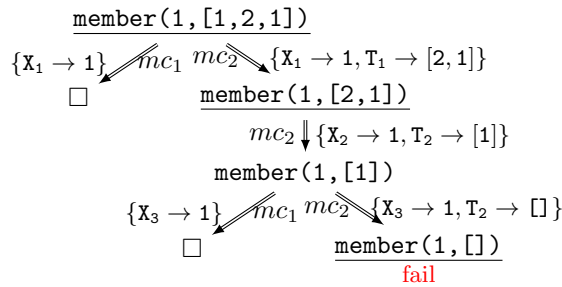 member(1,[1,2,1])
{X₁ → 1} mc₁ mc₂ {X₁ → 1, T₁ → [2, 1]}
□ member(1,[2,1])
mc₂ {X₂ → 1, T₂ → [1]}
member(1,[1])
{X₃ → 1} mc₁ mc₂ {X₃ → 1, T₂ → []}
□ member(1,[])
fail